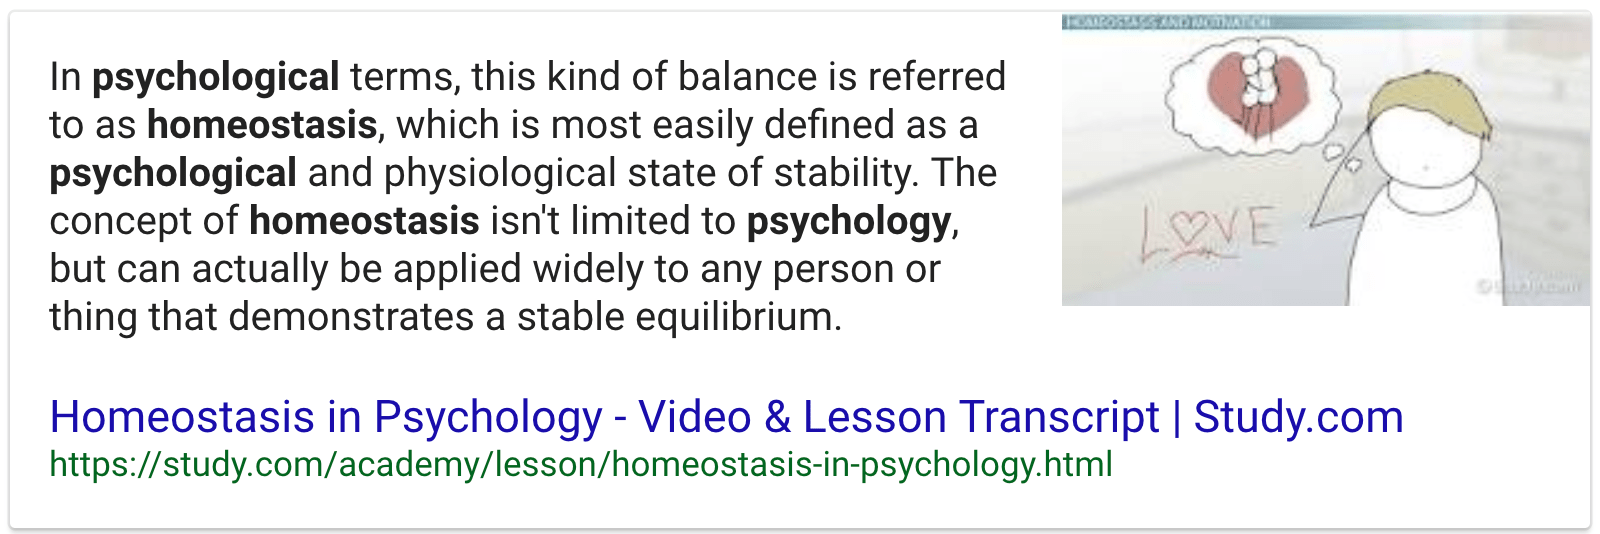 HOMEOSTASIS AND MOTIVATION
In psychological terms, this kind of balance is referred
to as homeostasis, which is most easily defined as a
psychological and physiological state of stability. The
concept of homeostasis isn't limited to psychology,
but can actually be applied widely to any person or
thing that demonstrates a stable equilibrium.
LOVE
© Study.com
Homeostasis in Psychology - Video & Lesson Transcript | Study.com
https://study.com/academy/lesson/homeostasis-in-psychology.html